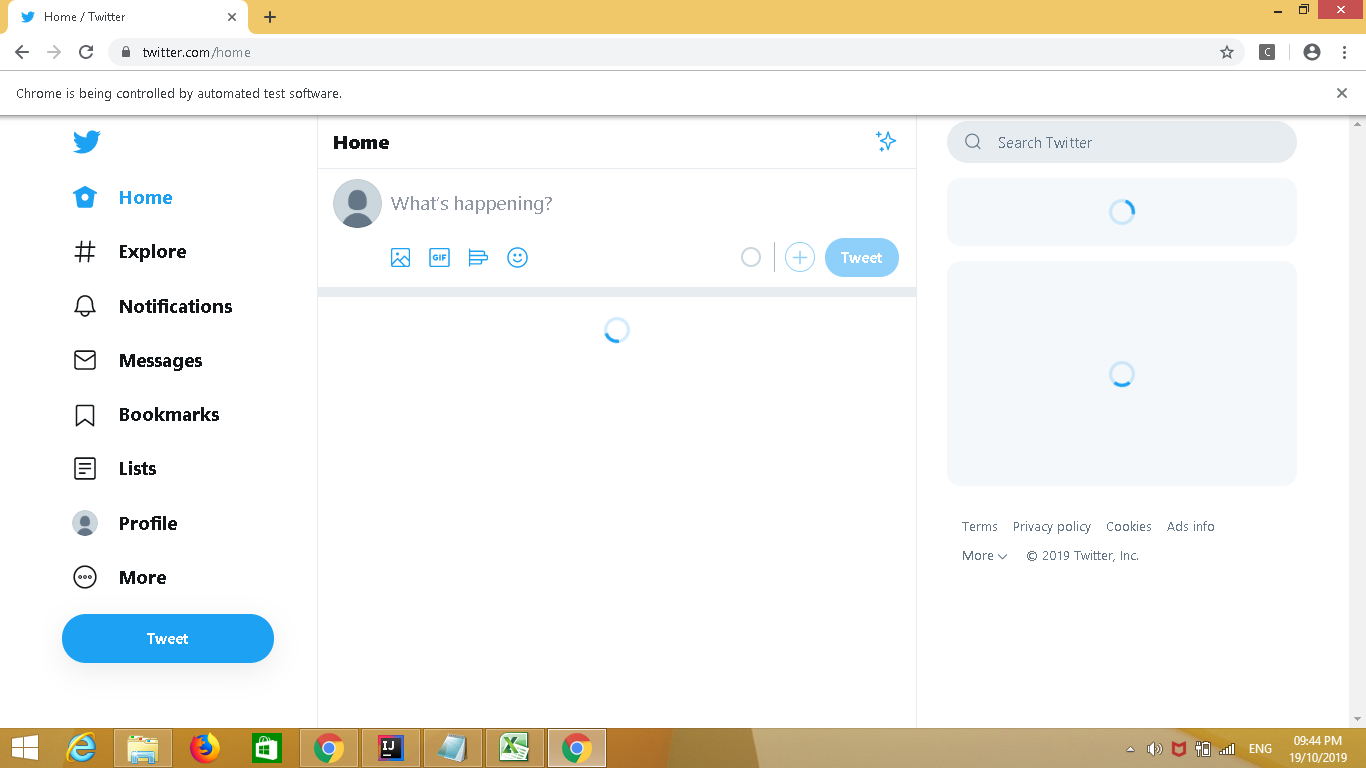 Home / Twitter
twitter.com/home
C
Chrome is being controlled by automated test software.
Home
Explore
Notifications
Messages
Bookmarks
Lists
Profile
More
Tweet
Home
What's happening?
GIF
Tweet
Search Twitter
Terms Privacy policy Cookies Ads info
More © 2019 Twitter, Inc.
IJ
ENG
09:44 PM
19/10/2019